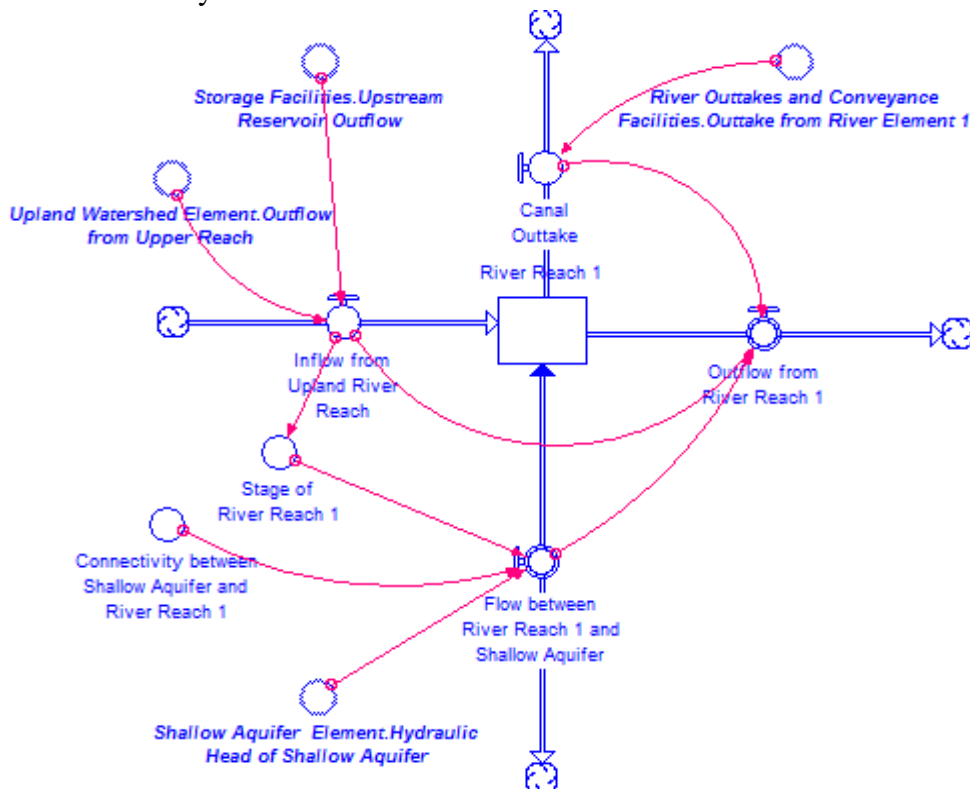 Storage Facilities.Upstream
Reservoir Outflow
River Outtakes and Conveyance
Facilities.Outtake from River Element 1
Upland Watershed Element.Outflow
from Upper Reach
Canal
Outtake
River Reach 1
Inflow from
Upland River
Reach
Outflow from
River Reach 1
Stage of
River Reach 1
Connectivity between
Shallow Aquifer and
River Reach 1
Flow between
River Reach 1 and
Shallow Aquifer
Shallow Aquifer Element.Hydraulic
Head of Shallow Aquifer